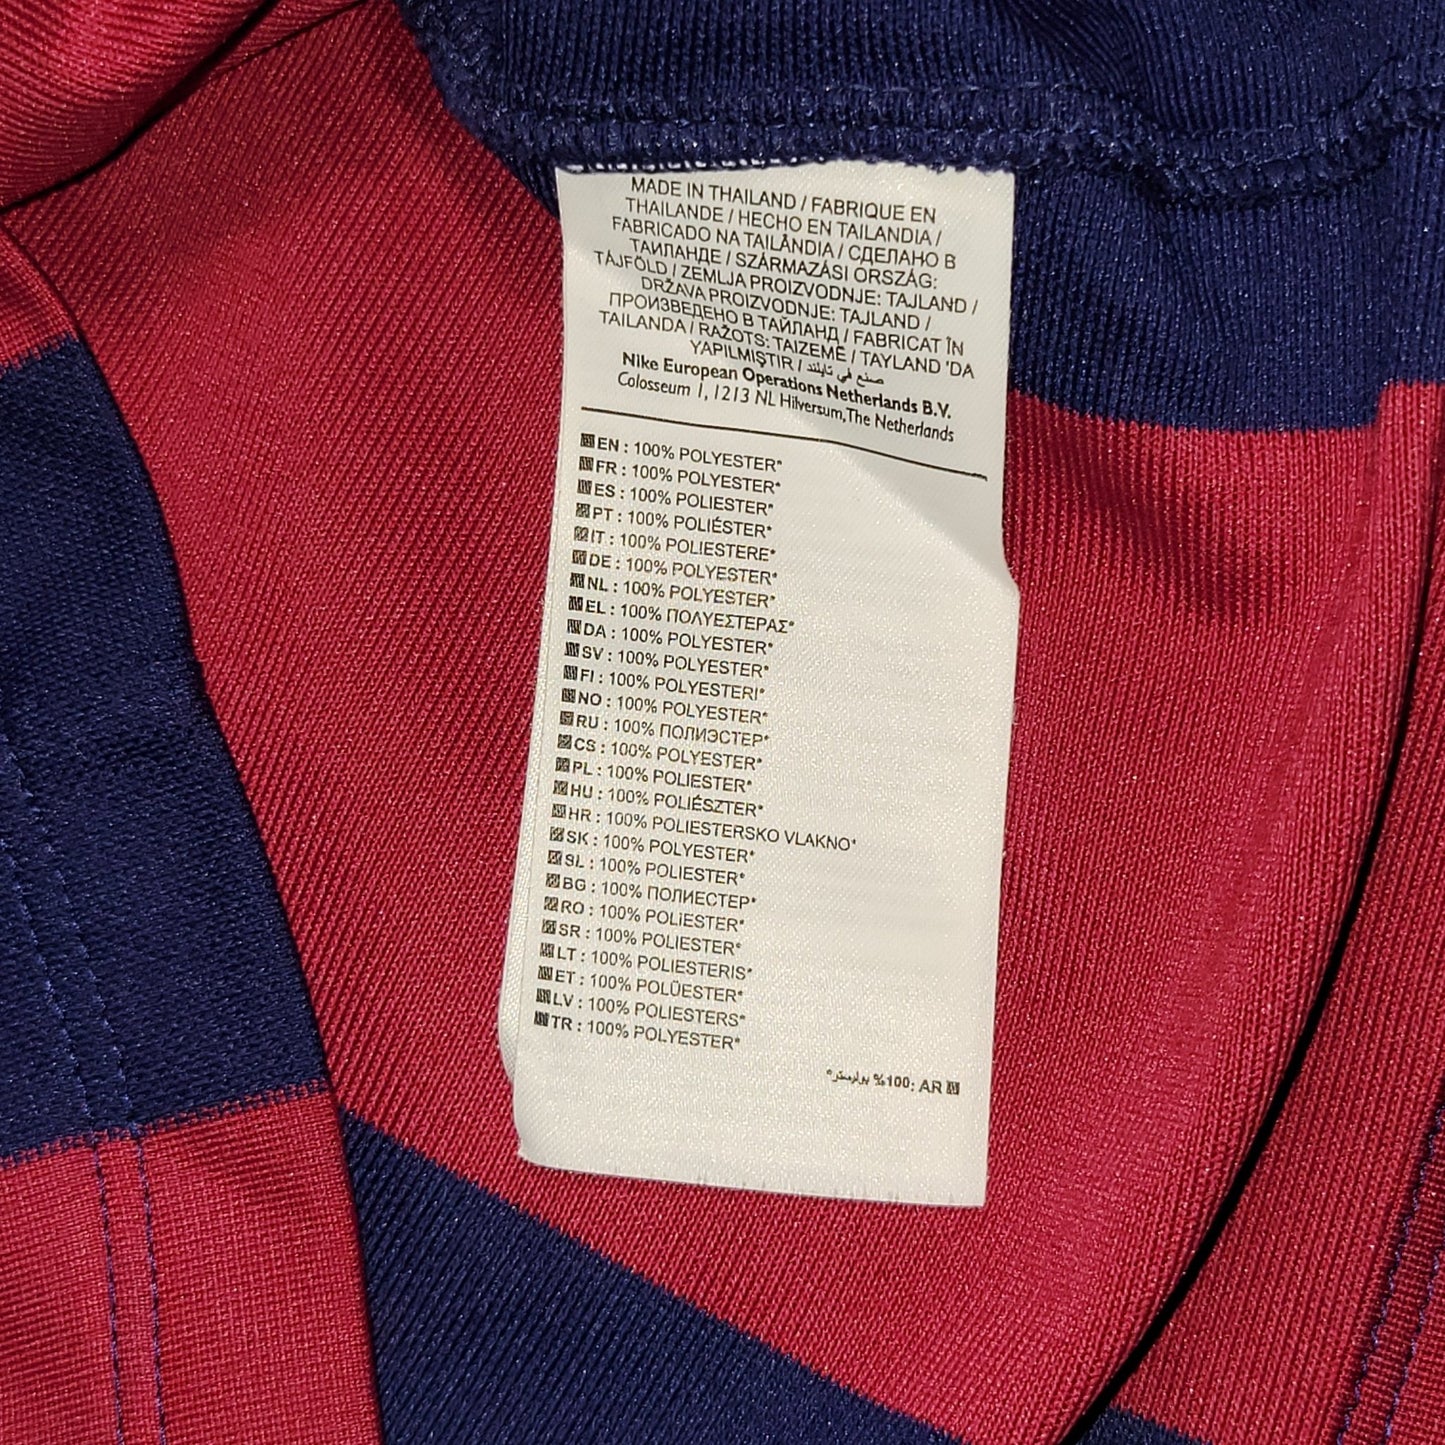 MADE IN THAILAND / FABRIQUE EN
THAILANDE / HECHO EN TAILANDIA /
FABRICADO NA TAILÂNDIA / СДЕЛАНО В
ТАИЛАНДЕ / SZÁRMAZÁSI ORSZÁG:
TÁJFÖLD / ZEMLJA PROIZVODNJE: TAJLAND /
DRŽAVA PROIZVODNJE: TAJLAND /
ПРОИЗВЕДЕНО В ТАЙЛАНД / FABRICAT ÎN
TAILANDA / RAŽOTS: TAIZEMĒ / TAYLAND 'DA
YAPILMIŞTIR / صنع في تايلند
Nike European Operations Netherlands B.V.
Colosseum 1, 1213 NL Hilversum,The Netherlands
EN : 100% POLYESTER*
FR : 100% POLYESTER*
ES : 100% POLIESTER*
PT : 100% POLIÉSTER*
IT : 100% POLIESTERE*
DE : 100% POLYESTER*
NL : 100% POLYESTER*
EL : 100% ΠΟΛΥΕΣΤΕΡΑΣ*
DA : 100% POLYESTER*
SV : 100% POLYESTER*
FI : 100% POLYESTERI*
NO : 100% POLYESTER*
RU : 100% ПОЛИЭСТЕР*
CS : 100% POLYESTER*
PL : 100% POLIESTER*
HU : 100% POLIÉSZTER*
HR : 100% POLIESTERSKO VLAKNO*
SK : 100% POLYESTER*
SL : 100% POLIESTER*
BG : 100% ПОЛИЕСТЕР*
RO : 100% POLIESTER*
SR : 100% POLIESTER*
LT : 100% POLIESTERIS*
ET : 100% POLÜESTER*
LV : 100% POLIESTERS*
TR : 100% POLYESTER*
AR :100% بوليستر*